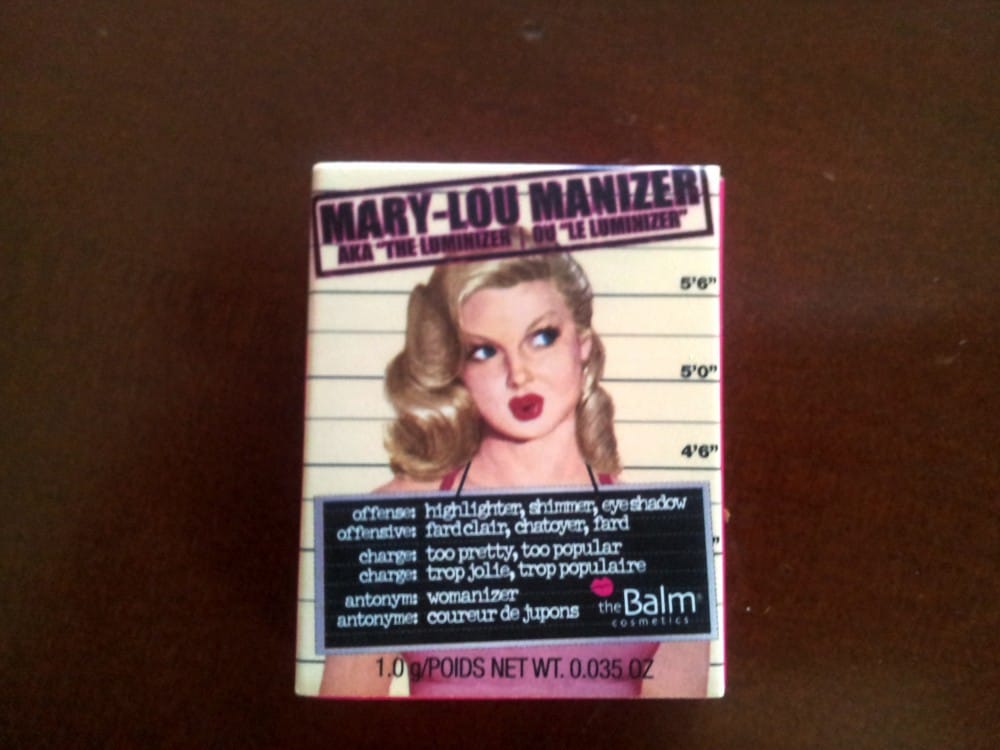 MARY-LOU MANIZER
AKA "THE LUMINIZER" | OU "LE LUMINIZER"
5'6"
5'0"
4'6"
offense: highlighter, shimmer, eyeshadow
offensive: fard clair, chatoyer, fard
charge: too pretty, too popular
charge: trop jolie, trop populaire
antonym: womanizer
antonyme: coureur de jupons
theBalm
cosmetics
1.0 g/POIDS NET WT. 0.035 OZ